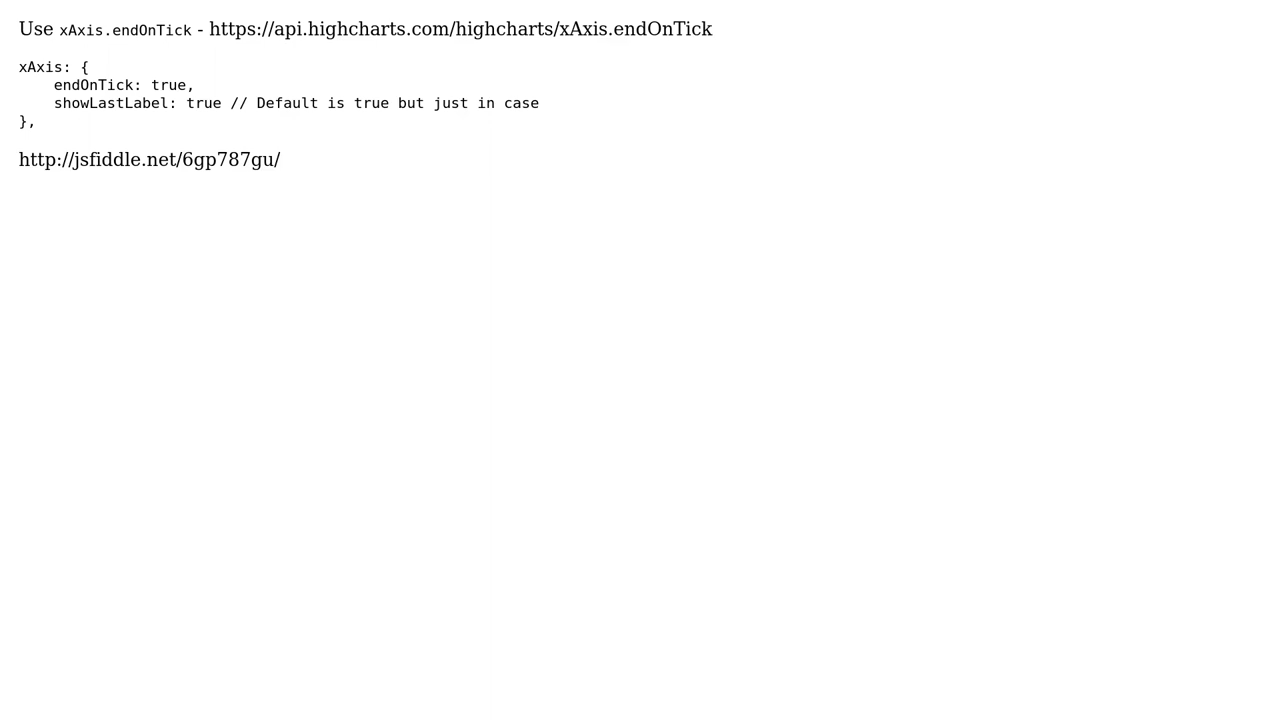 Use xAxis.endOnTick - https://api.highcharts.com/highcharts/xAxis.endOnTick
xAxis: {
    endOnTick: true,
    showLastLabel: true // Default is true but just in case
},
http://jsfiddle.net/6gp787gu/